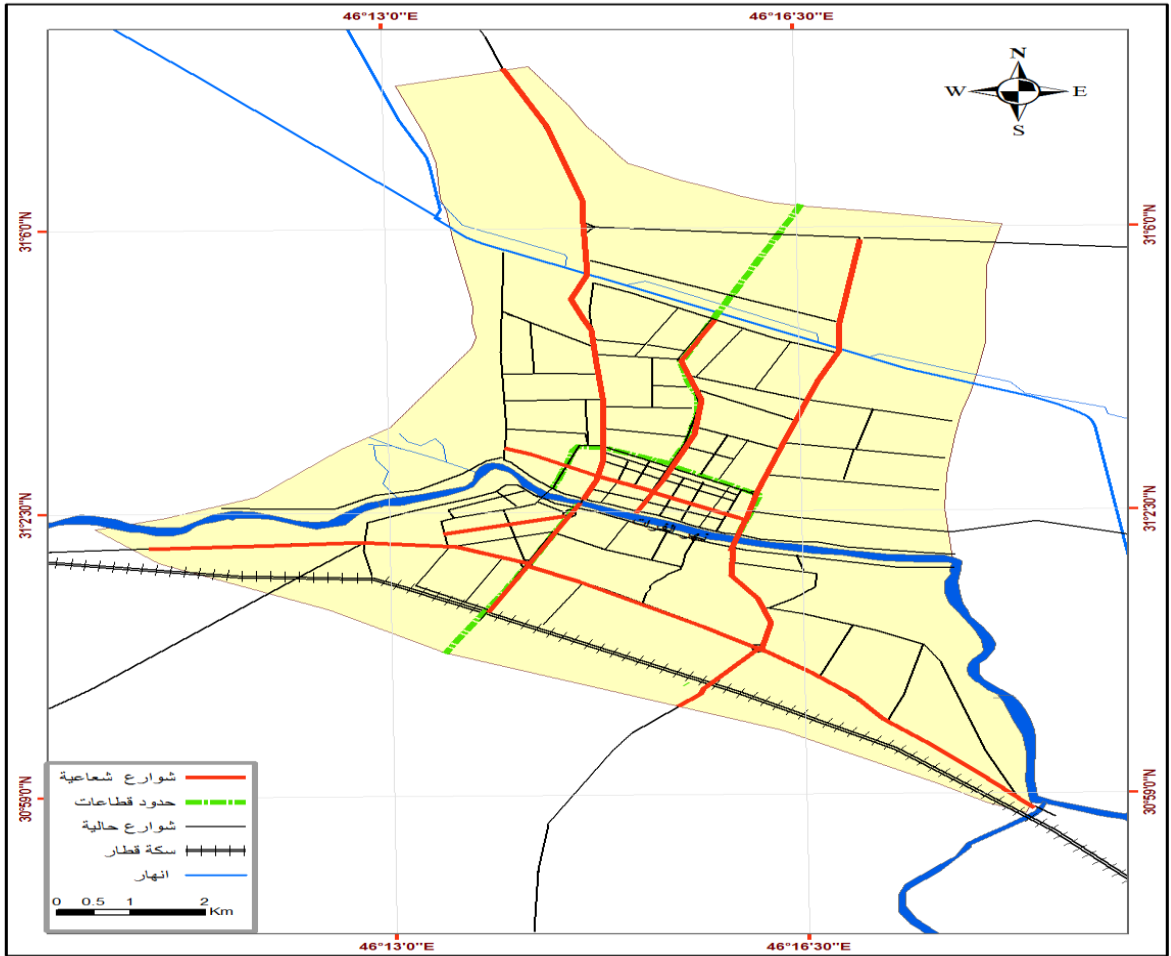 46°13'0"E
46°16'30"E
N
W E
S
31°6'0"N
31°6'0"N
31°2'30"N
31°2'30"N
30°59'0"N
30°59'0"N
شوارع شعاعية
حدود قطاعات
شوارع حالية
سكة قطار
انهار
0 0.5 1 2
Km
46°13'0"E
46°16'30"E